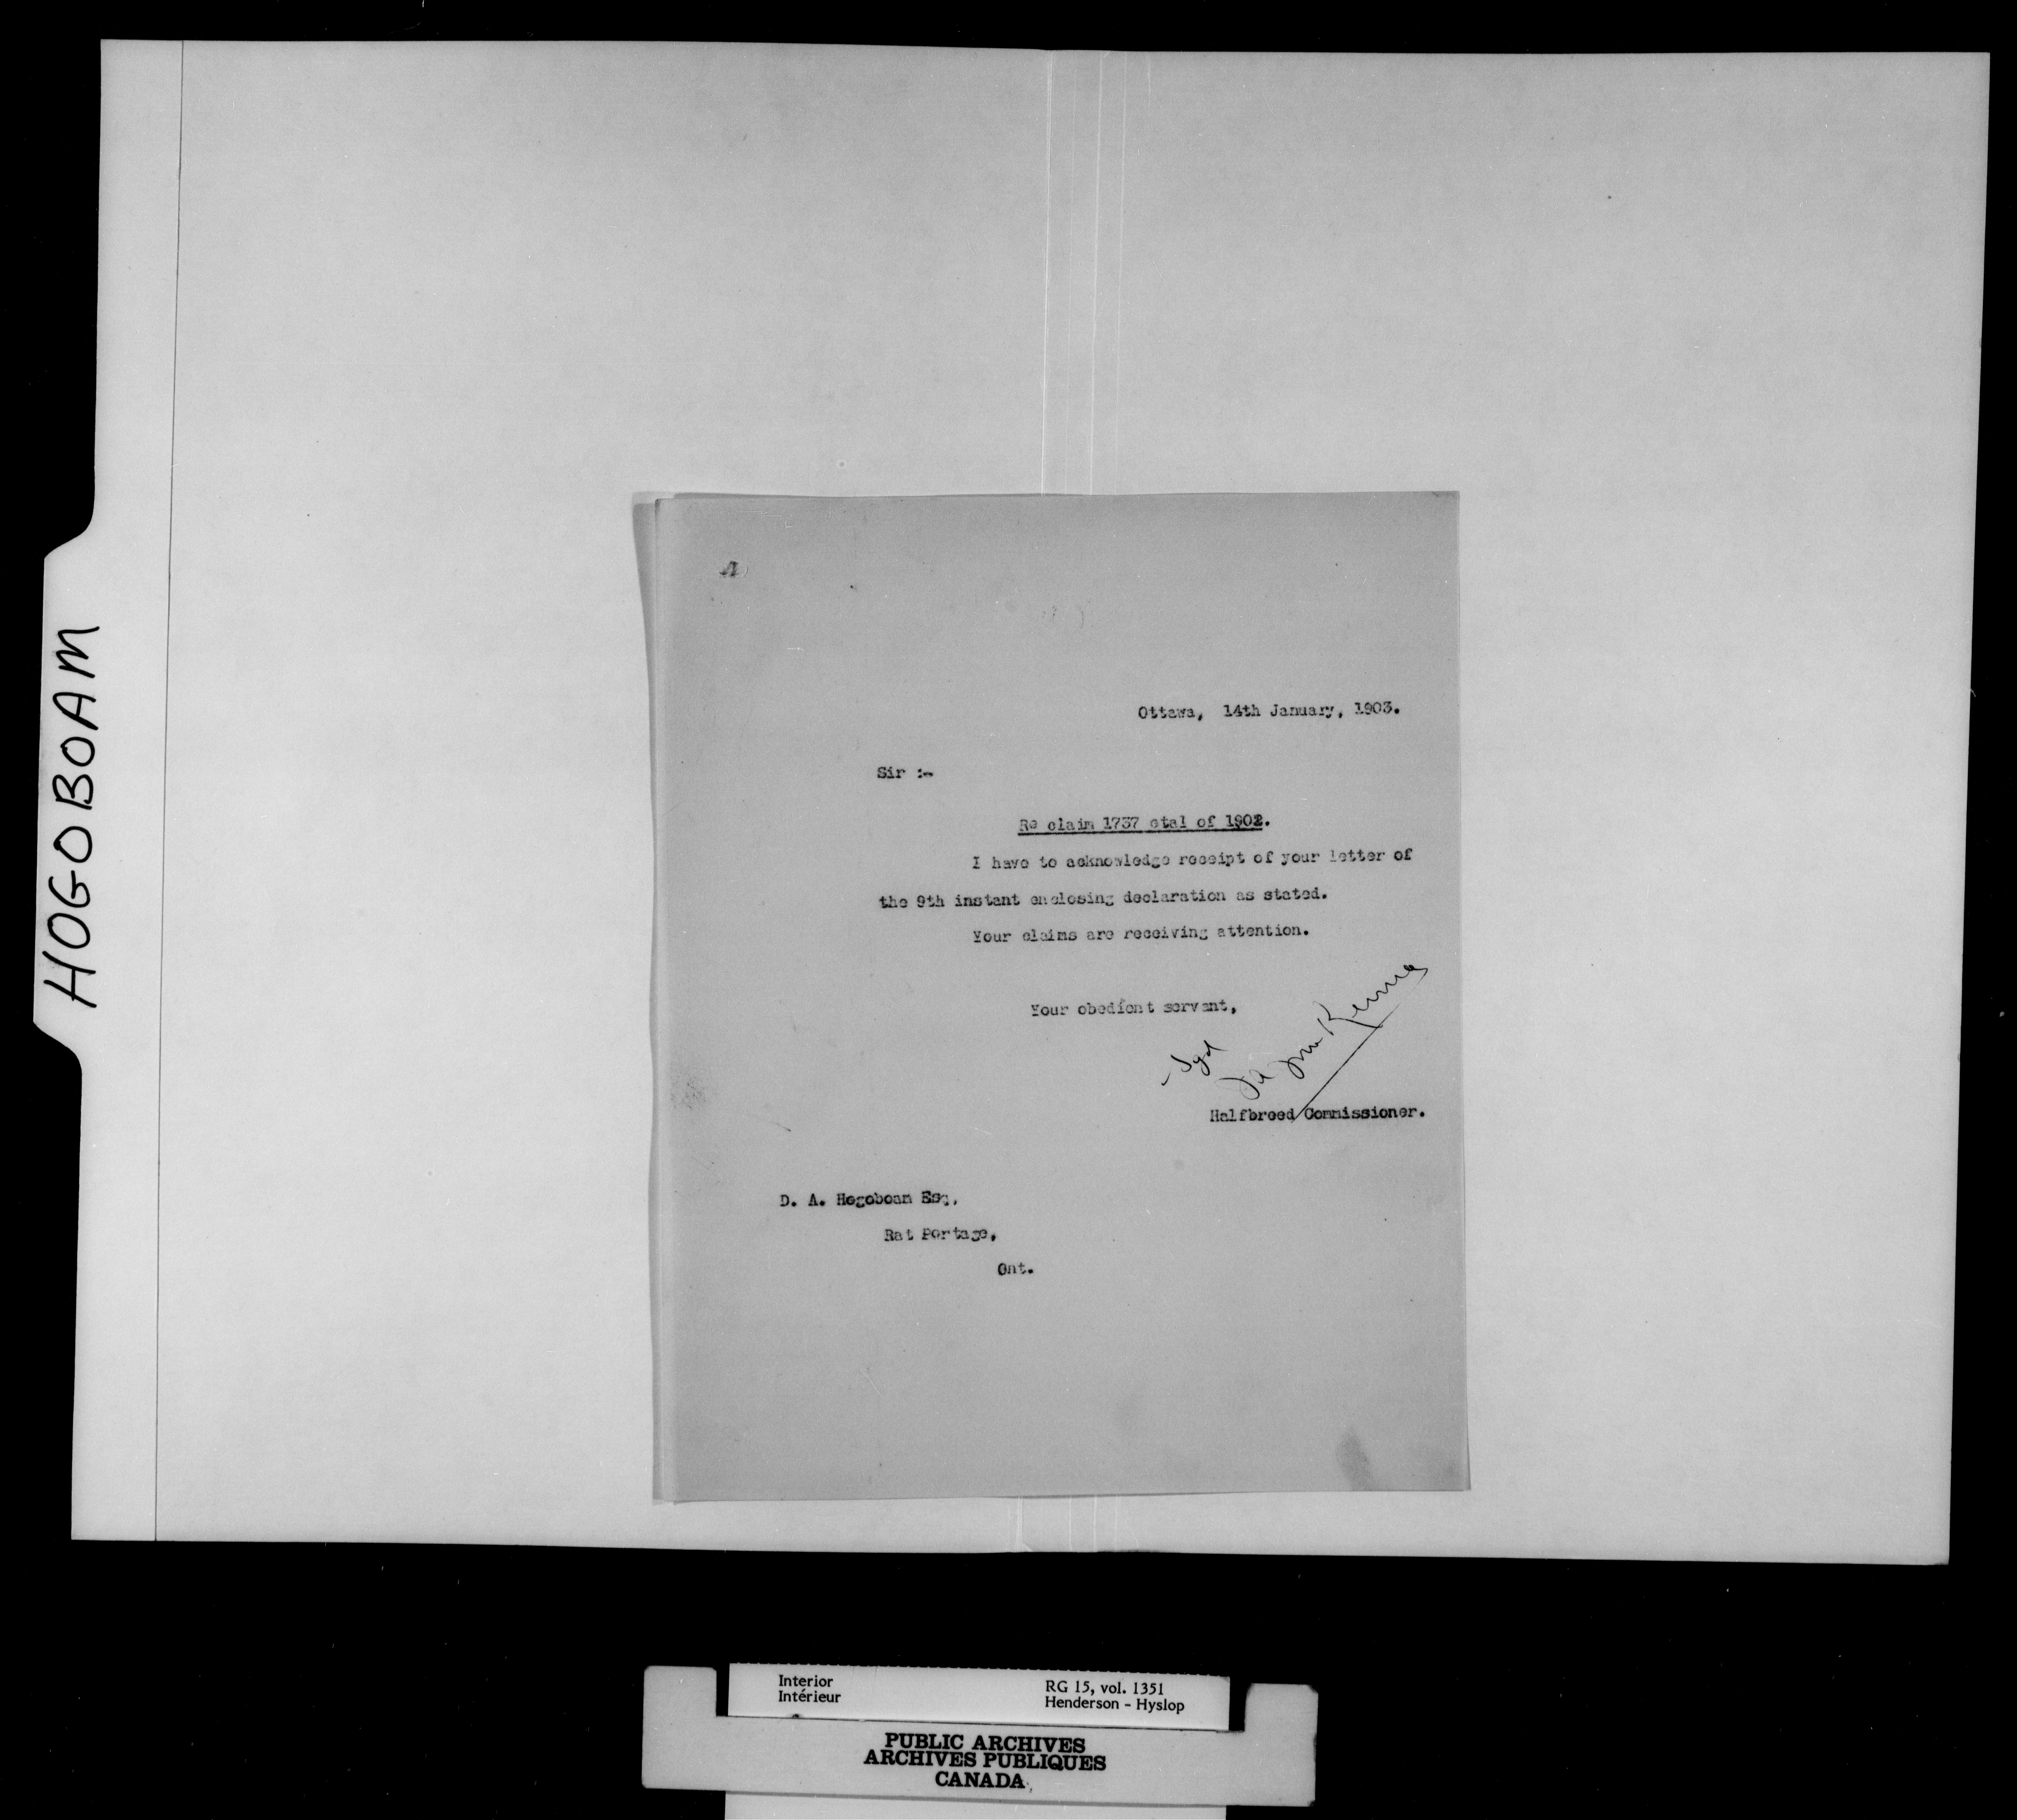 HOGOBOAM
Ottawa, 14th January, 1903.
Sir :-
Re claim 1737 etal of 1902.
I have to acknowledge receipt of your letter of
the 9th instant enclosing declaration as stated.
Your claims are receiving attention.
Your obedient servant,
Sgd
J A J McKenna
Halfbreed Commissioner.
D. A. Hogoboam Esq.
Rat Portage,
Ont.
Interior
Intérieur
RG 15, vol. 1351
Henderson - Hyslop
PUBLIC ARCHIVES
ARCHIVES PUBLIQUES
CANADA